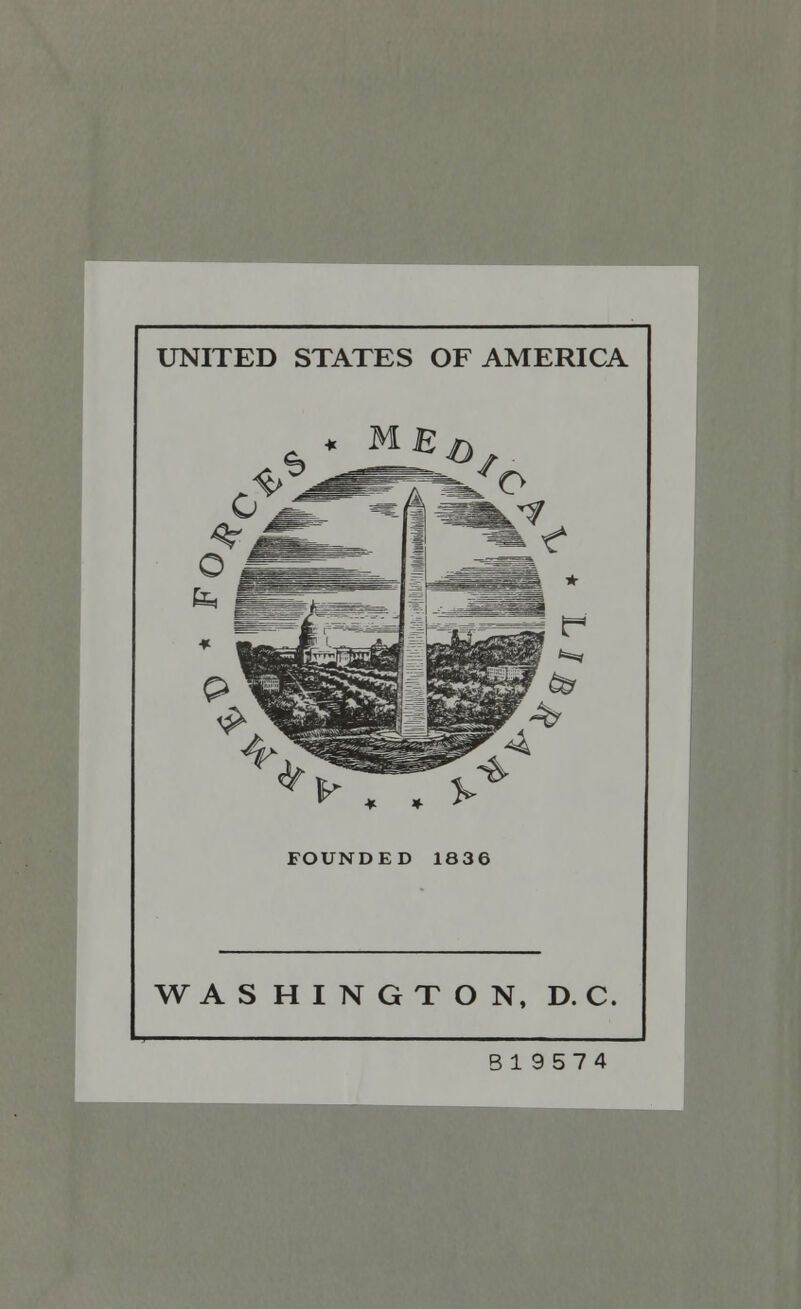 UNITED STATES OF AMERICA
ARMED * FORCES * MEDICAL * LIBRARY * *
FOUNDED 1836
WASHINGTON, D.C.
B19574